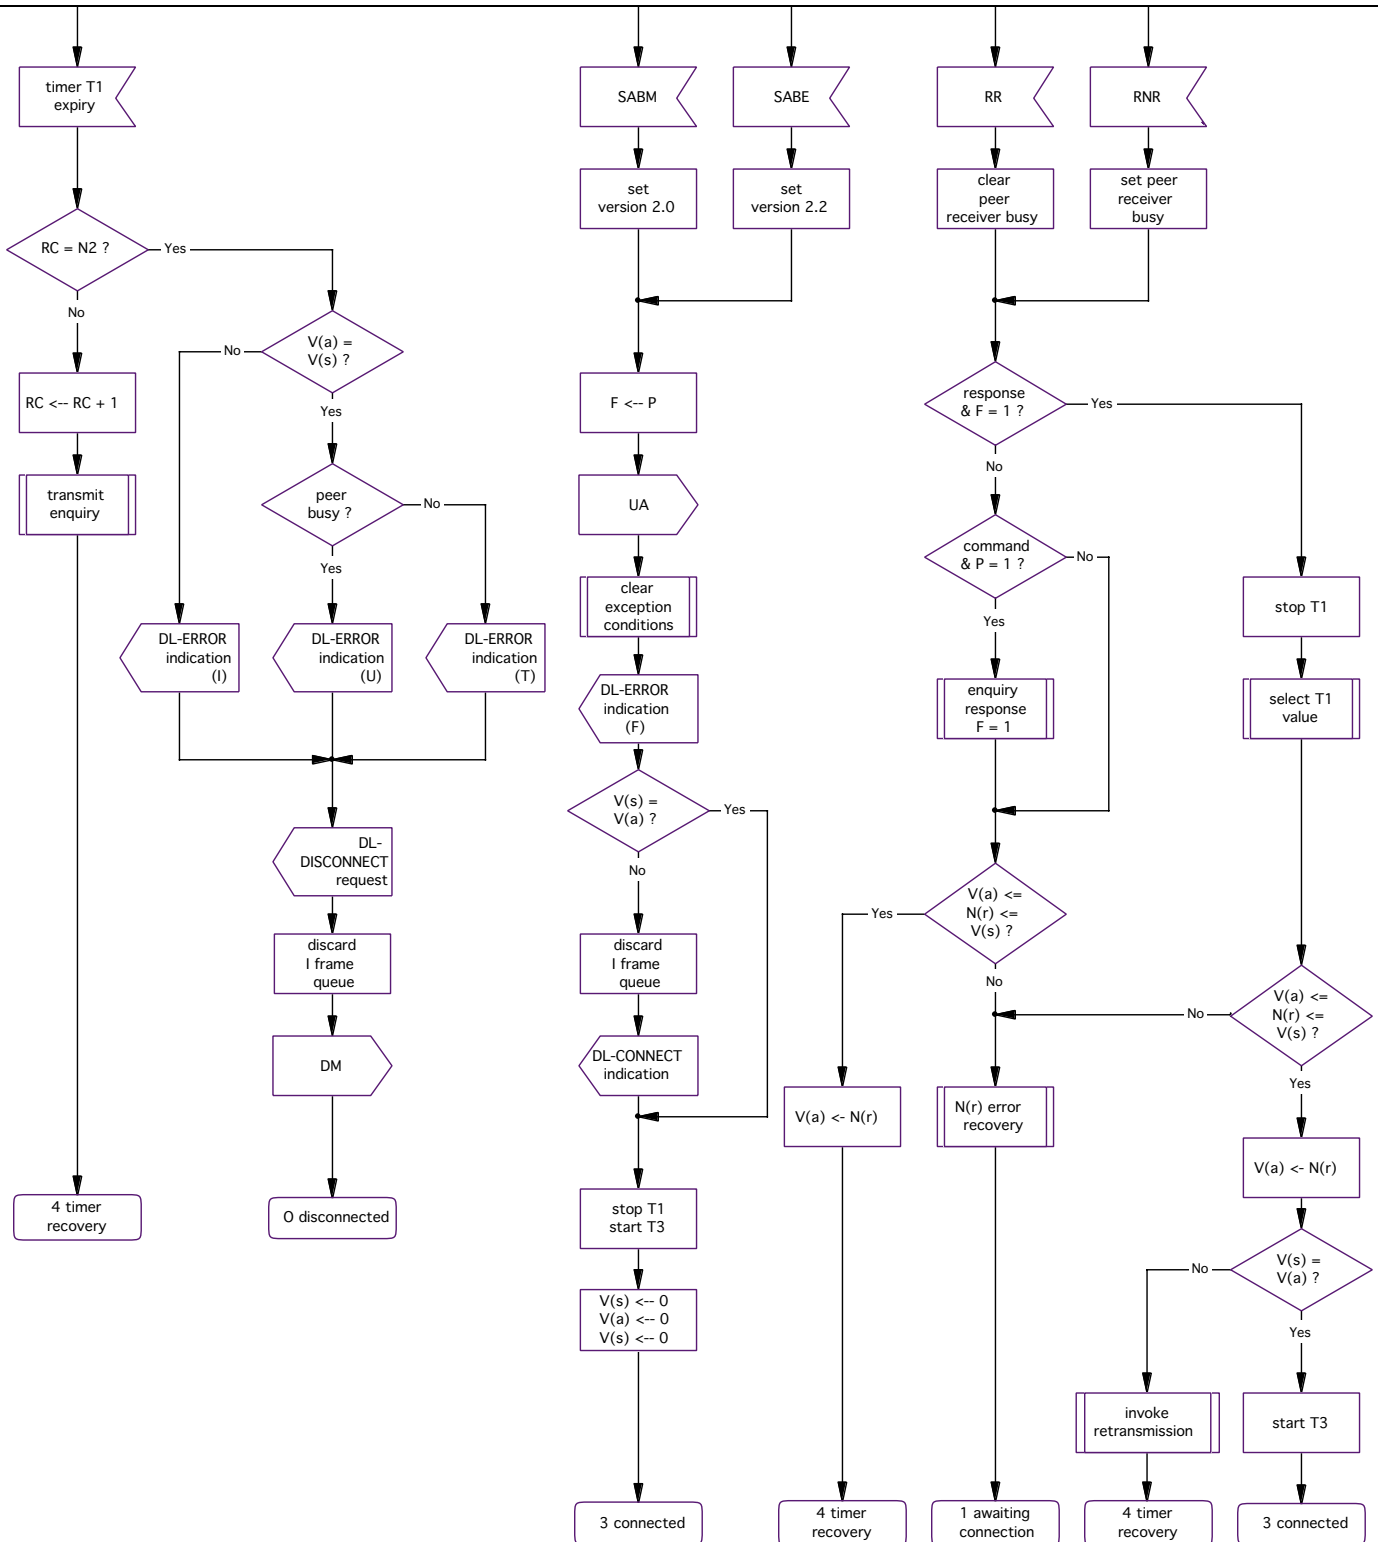 timer T1
expiry
RC = N2 ?
Yes
No
RC <-- RC + 1
transmit
enquiry
4 timer
recovery
V(a) =
V(s) ?
No
Yes
peer
busy ?
No
Yes
DL-ERROR
indication
(I)
DL-ERROR
indication
(U)
DL-ERROR
indication
(T)
DL-
DISCONNECT
request
discard
I frame
queue
DM
0 disconnected
SABM
SABE
set
version 2.0
set
version 2.2
F <-- P
UA
clear
exception
conditions
DL-ERROR
indication
(F)
V(s) =
V(a) ?
Yes
No
discard
I frame
queue
DL-CONNECT
indication
stop T1
start T3
V(s) <-- 0
V(a) <-- 0
V(s) <-- 0
3 connected
RR
RNR
clear
peer
receiver busy
set peer
receiver
busy
response
& F = 1 ?
Yes
No
command
& P = 1 ?
No
Yes
enquiry
response
F = 1
V(a) <=
N(r) <=
V(s) ?
Yes
No
V(a) <- N(r)
4 timer
recovery
N(r) error
recovery
1 awaiting
connection
stop T1
select T1
value
V(a) <=
N(r) <=
V(s) ?
No
Yes
V(a) <- N(r)
V(s) =
V(a) ?
No
Yes
invoke
retransmission
4 timer
recovery
start T3
3 connected